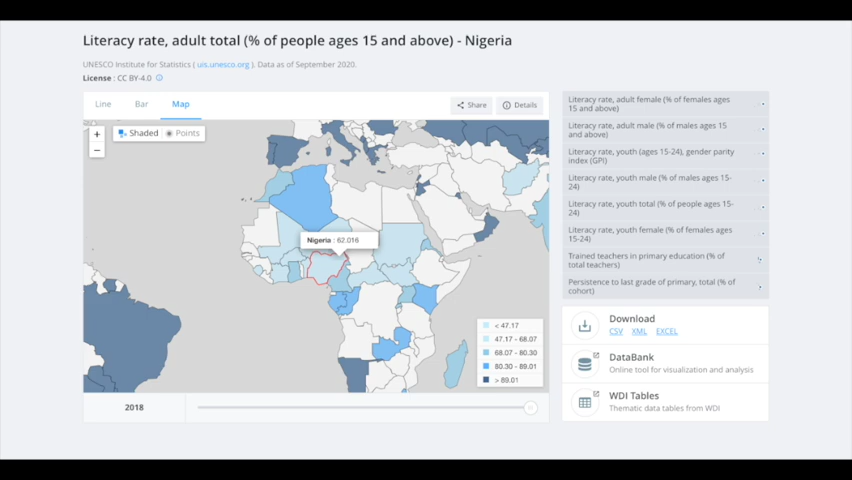 Literacy rate, adult total (% of people ages 15 and above) - Nigeria
UNESCO Institute for Statistics ( uis.unesco.org ). Data as of September 2020.
License : CC BY-4.0
Line
Bar
Map
Share
Details
+
Shaded
Points
−
Nigeria : 62.016
< 47.17
47.17 - 68.07
68.07 - 80.30
80.30 - 89.01
> 89.01
2018
Literacy rate, adult female (% of females ages
15 and above)
Literacy rate, adult male (% of males ages 15
and above)
Literacy rate, youth (ages 15-24), gender parity
index (GPI)
Literacy rate, youth male (% of males ages 15-
24)
Literacy rate, youth total (% of people ages 15-
24)
Literacy rate, youth female (% of females ages
15-24)
Trained teachers in primary education (% of
total teachers)
Persistence to last grade of primary, total (% of
cohort)
Download
CSV XML EXCEL
DataBank
Online tool for visualization and analysis
WDI Tables
Thematic data tables from WDI